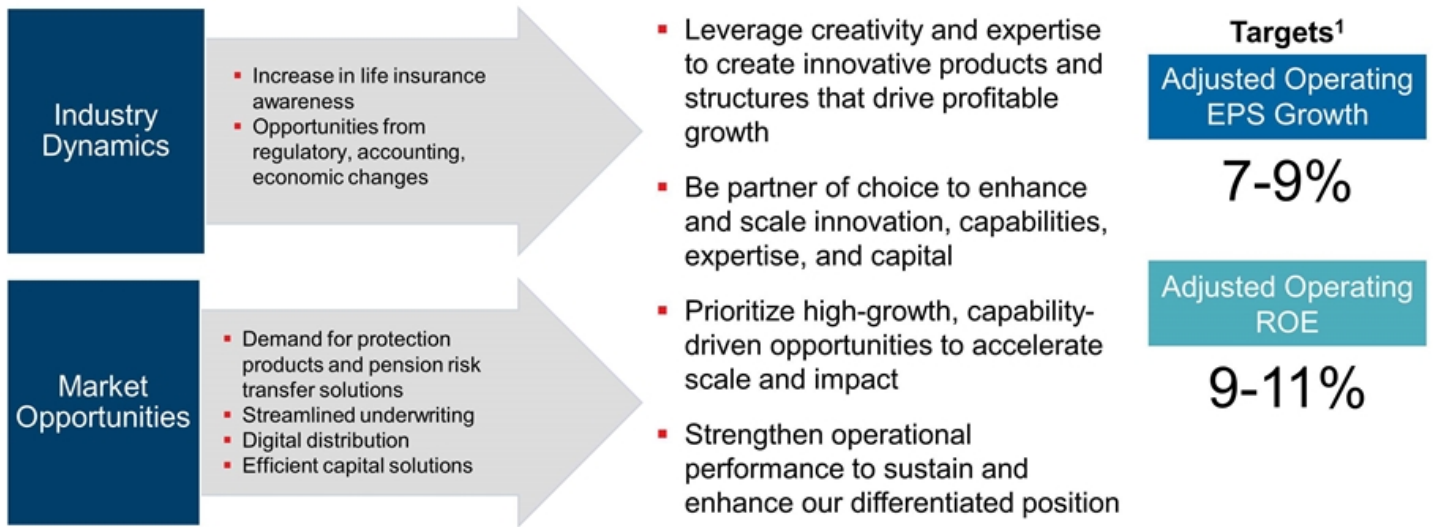 Industry
Dynamics
▪ Increase in life insurance
awareness
▪ Opportunities from
regulatory, accounting,
economic changes
Market
Opportunities
▪ Demand for protection
products and pension risk
transfer solutions
▪ Streamlined underwriting
▪ Digital distribution
▪ Efficient capital solutions
▪ Leverage creativity and expertise
to create innovative products and
structures that drive profitable
growth
▪ Be partner of choice to enhance
and scale innovation, capabilities,
expertise, and capital
▪ Prioritize high-growth, capability-
driven opportunities to accelerate
scale and impact
▪ Strengthen operational
performance to sustain and
enhance our differentiated position
Targets¹
Adjusted Operating
EPS Growth
7-9%
Adjusted Operating
ROE
9-11%